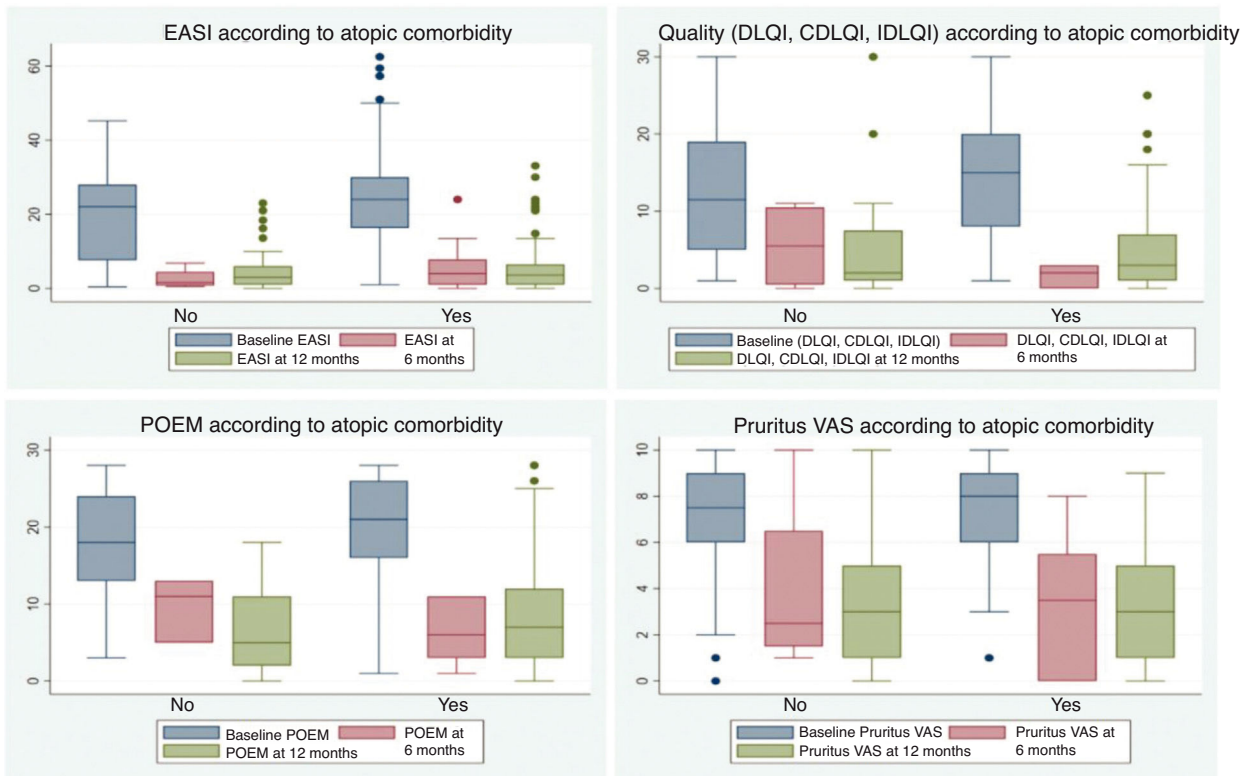 EASI according to atopic comorbidity
60
40
20
0
No
Yes
Baseline EASI
EASI at
EASI at 12 months
6 months
Quality (DLQI, CDLQI, IDLQI) according to atopic comorbidity
30
20
10
0
No
Yes
Baseline (DLQI, CDLQI, IDLQI)
DLQI, CDLQI, IDLQI at
DLQI, CDLQI, IDLQI at 12 months
6 months
POEM according to atopic comorbidity
30
20
10
0
No
Yes
Baseline POEM
POEM at
POEM at 12 months
6 months
Pruritus VAS according to atopic comorbidity
10
8
6
4
2
0
No
Yes
Baseline Pruritus VAS
Pruritus VAS at
Pruritus VAS at 12 months
6 months